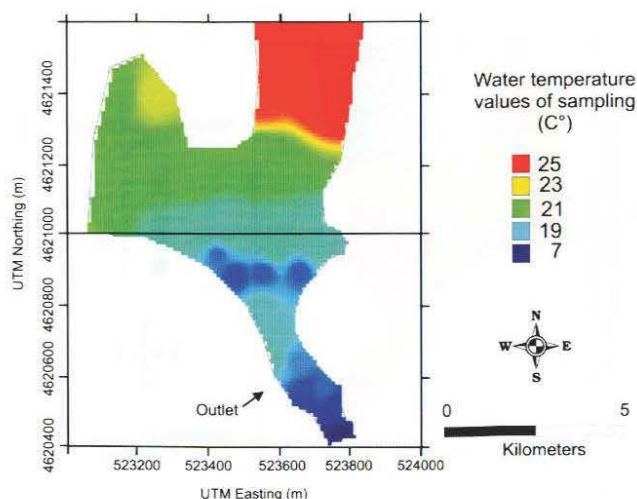 UTM Northing (m)
4621400
4621200
4621000
4620800
4620600
4620400
Outlet
523200
523400
523600
523800
524000
UTM Easting (m)
Water temperature
values of sampling
(C°)
25
23
21
19
7
N
W
E
S
0
5
Kilometers